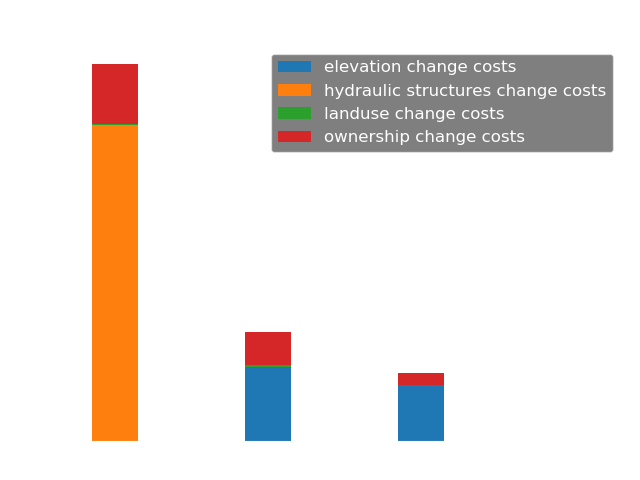 elevation change costs
hydraulic structures change costs
landuse change costs
ownership change costs